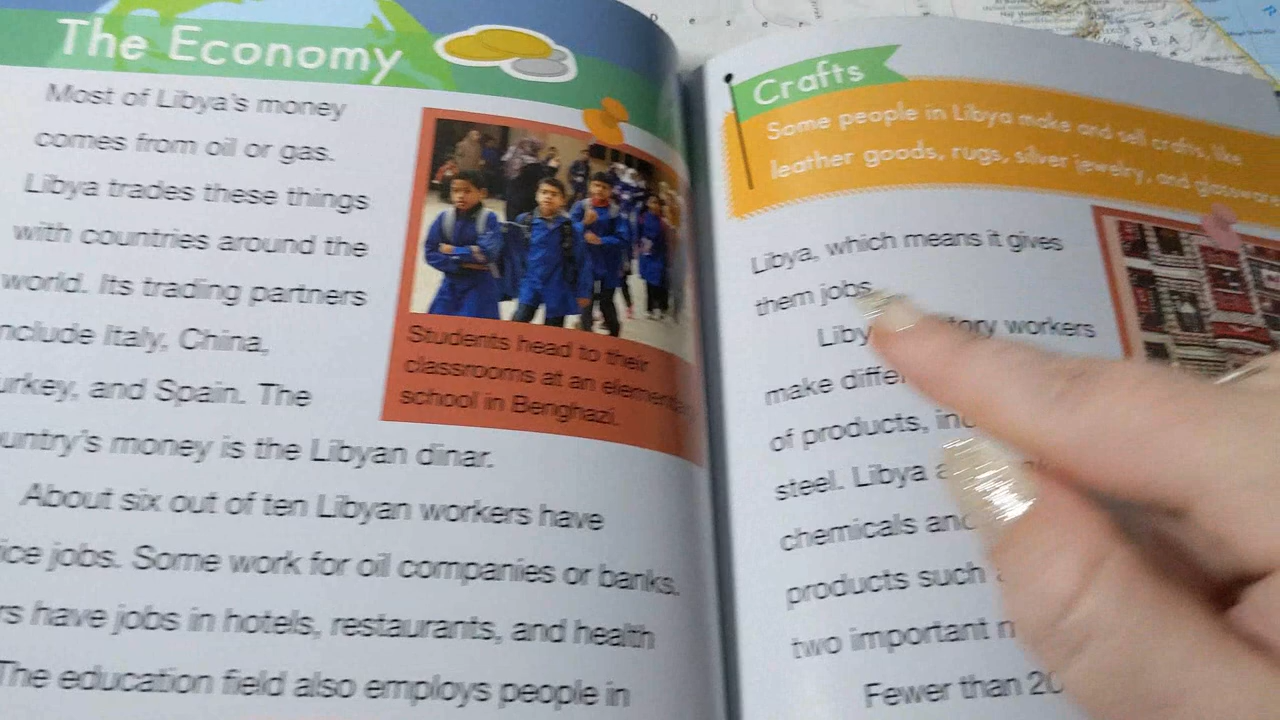 The Economy
Most of Libya's money
comes from oil or gas.
Libya trades these things
with countries around the
world. Its trading partners
Italy, China,
and Spain. The
money is the Libyan dinar.
About six out of ten Libyan workers have
jobs. Some work for oil companies or banks.
have jobs in hotels, restaurants, and health
The education field also employs people in
Students head to their
classrooms at an
school in Benghazi.
Crafts
Some people in Libya make and sell crafts, like
leather goods, rugs, silver jewelry, and glassware
Libya, which means it gives
them jobs.
workers
make
of products,
steel. Libya
chemicals
products such
two important
Fewer than